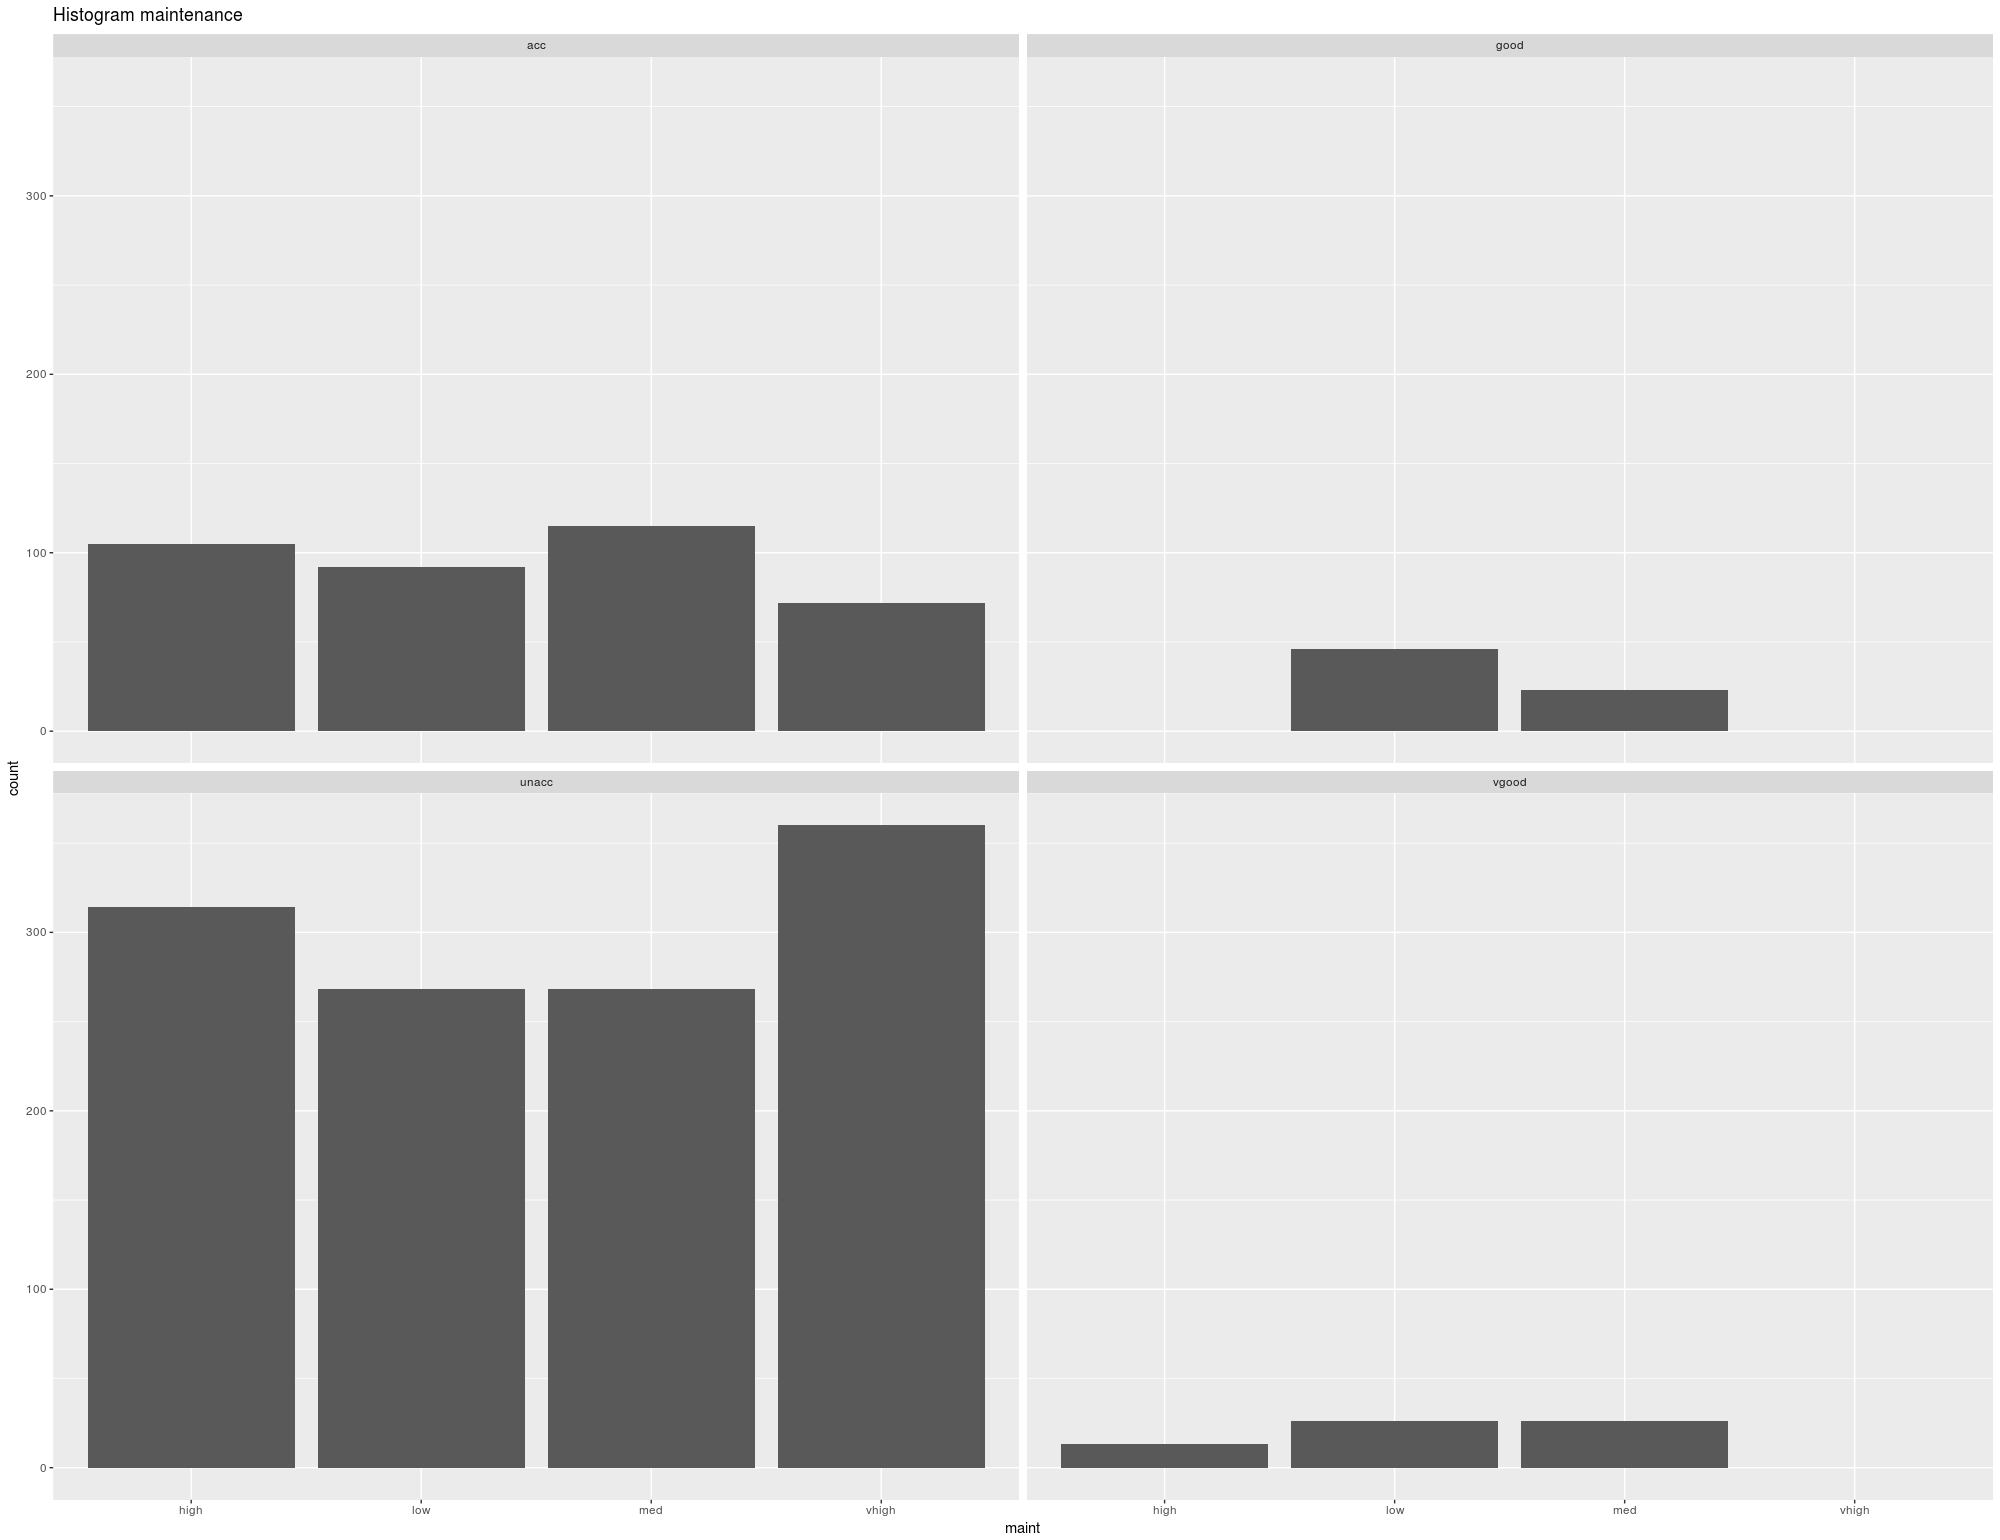 Histogram maintenance
acc
good
300
200
100
0
count
unacc
vgood
300
200
100
0
high
low
med
vhigh
high
low
med
vhigh
maint